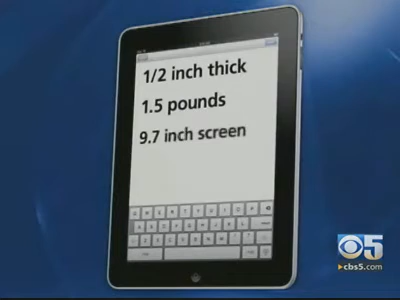 1/2 inch thick
1.5 pounds
9.7 inch screen
5
cbs5.com